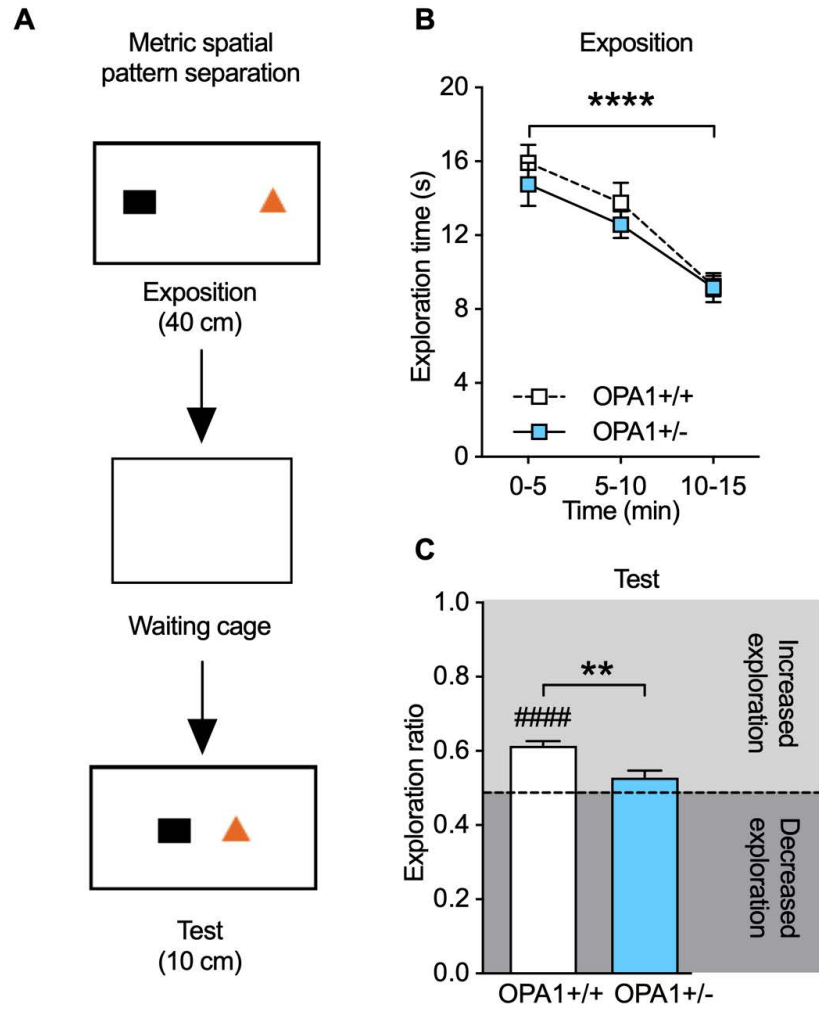 A
Metric spatial
pattern separation
Exposition
(40 cm)
Waiting cage
Test
(10 cm)
B
Exposition
****
Exploration time (s)
20
16
12
8
4
0
OPA1+/+
OPA1+/-
0-5 5-10 10-15
Time (min)
C
Test
Exploration ratio
1.0
0.8
0.6
0.4
0.2
0.0
**
####
Increased
exploration
Decreased
exploration
OPA1+/+ OPA1+/-